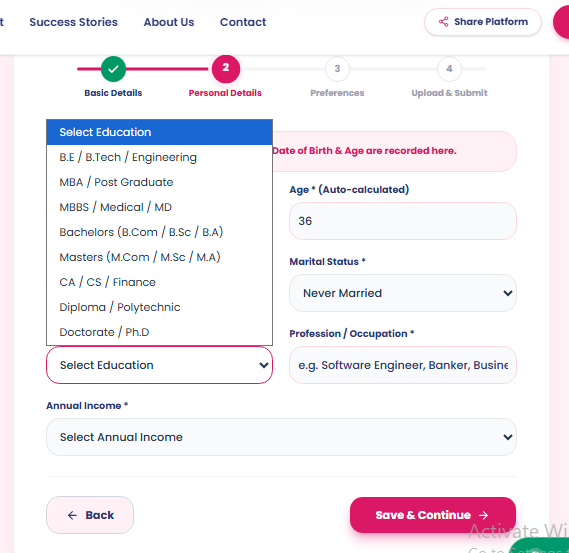 t Success Stories About Us Contact Share Platform
2 3 4
Basic Details Personal Details Preferences Upload & Submit
Select Education
Date of Birth & Age are recorded here.
B.E / B.Tech / Engineering
MBA / Post Graduate
Age * (Auto-calculated)
MBBS / Medical / MD
36
Bachelors (B.Com / B.Sc / B.A)
Masters (M.Com / M.Sc / M.A)
Marital Status *
CA / CS / Finance
Never Married
Diploma / Polytechnic
Doctorate / Ph.D
Profession / Occupation *
Select Education
e.g. Software Engineer, Banker, Busine
Annual Income *
Select Annual Income
← Back
Save & Continue →
Activate Wi